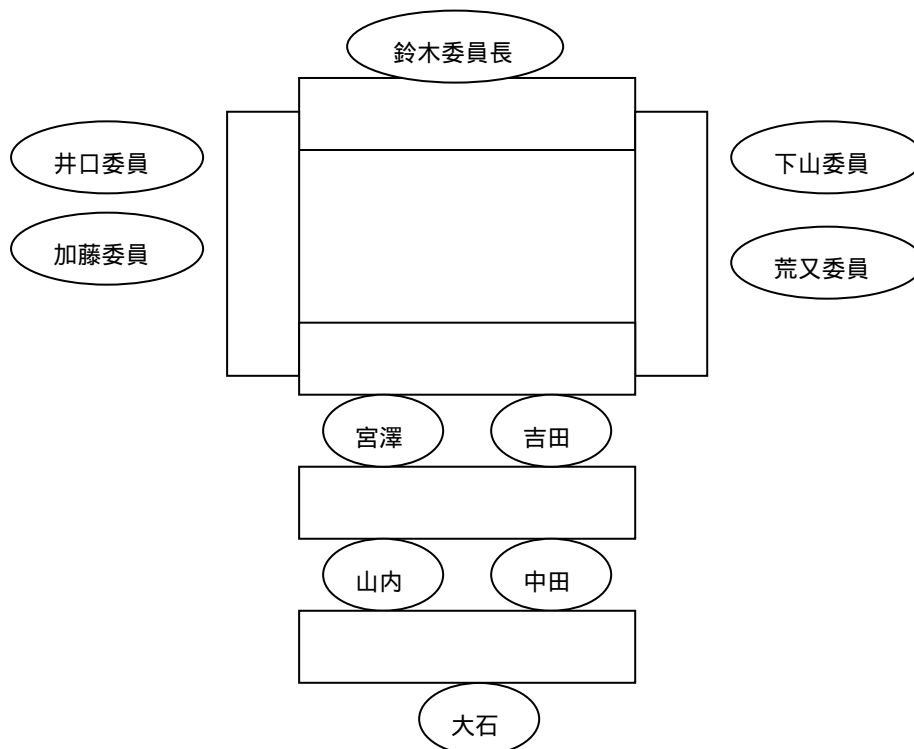 鈴木委員長
井口委員
下山委員
加藤委員
荒又委員
宮澤
吉田
山内
中田
大石